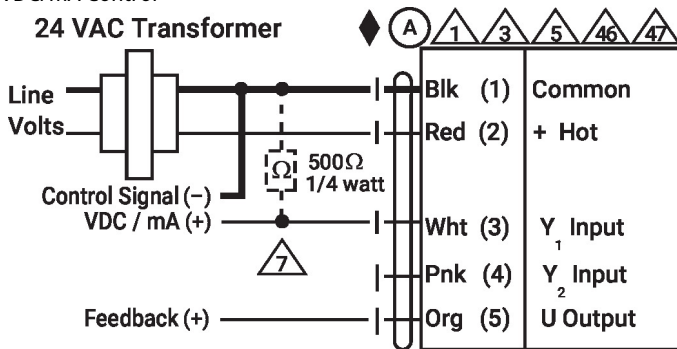 24 VAC Transformer
A 1 3 5 46 47
Line
Volts
Blk (1) Common
Red (2) + Hot
Ω 500Ω
1/4 watt
Control Signal (−)
VDC / mA (+)
Wht (3) Y1 Input
7
Pnk (4) Y2 Input
Feedback (+)
Org (5) U Output